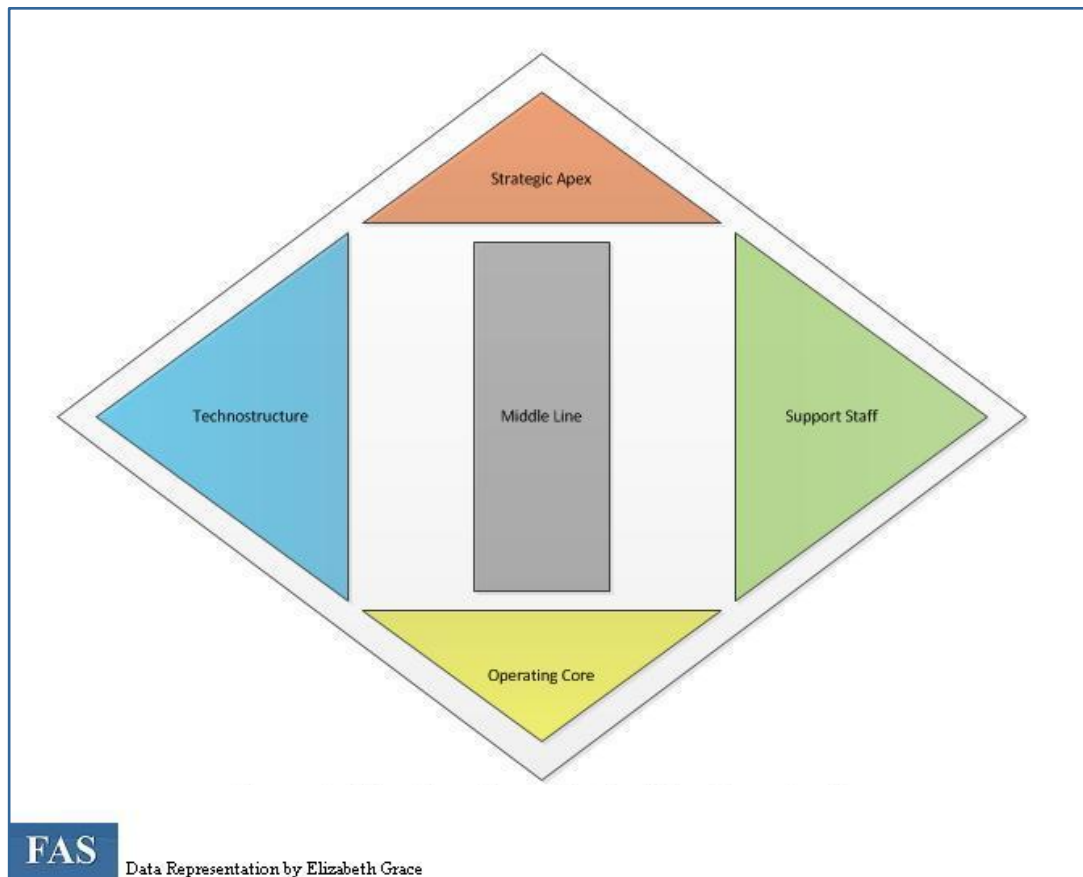 Strategic Apex
Technostructure
Middle Line
Support Staff
Operating Core
FAS
Data Representation by Elizabeth Grace